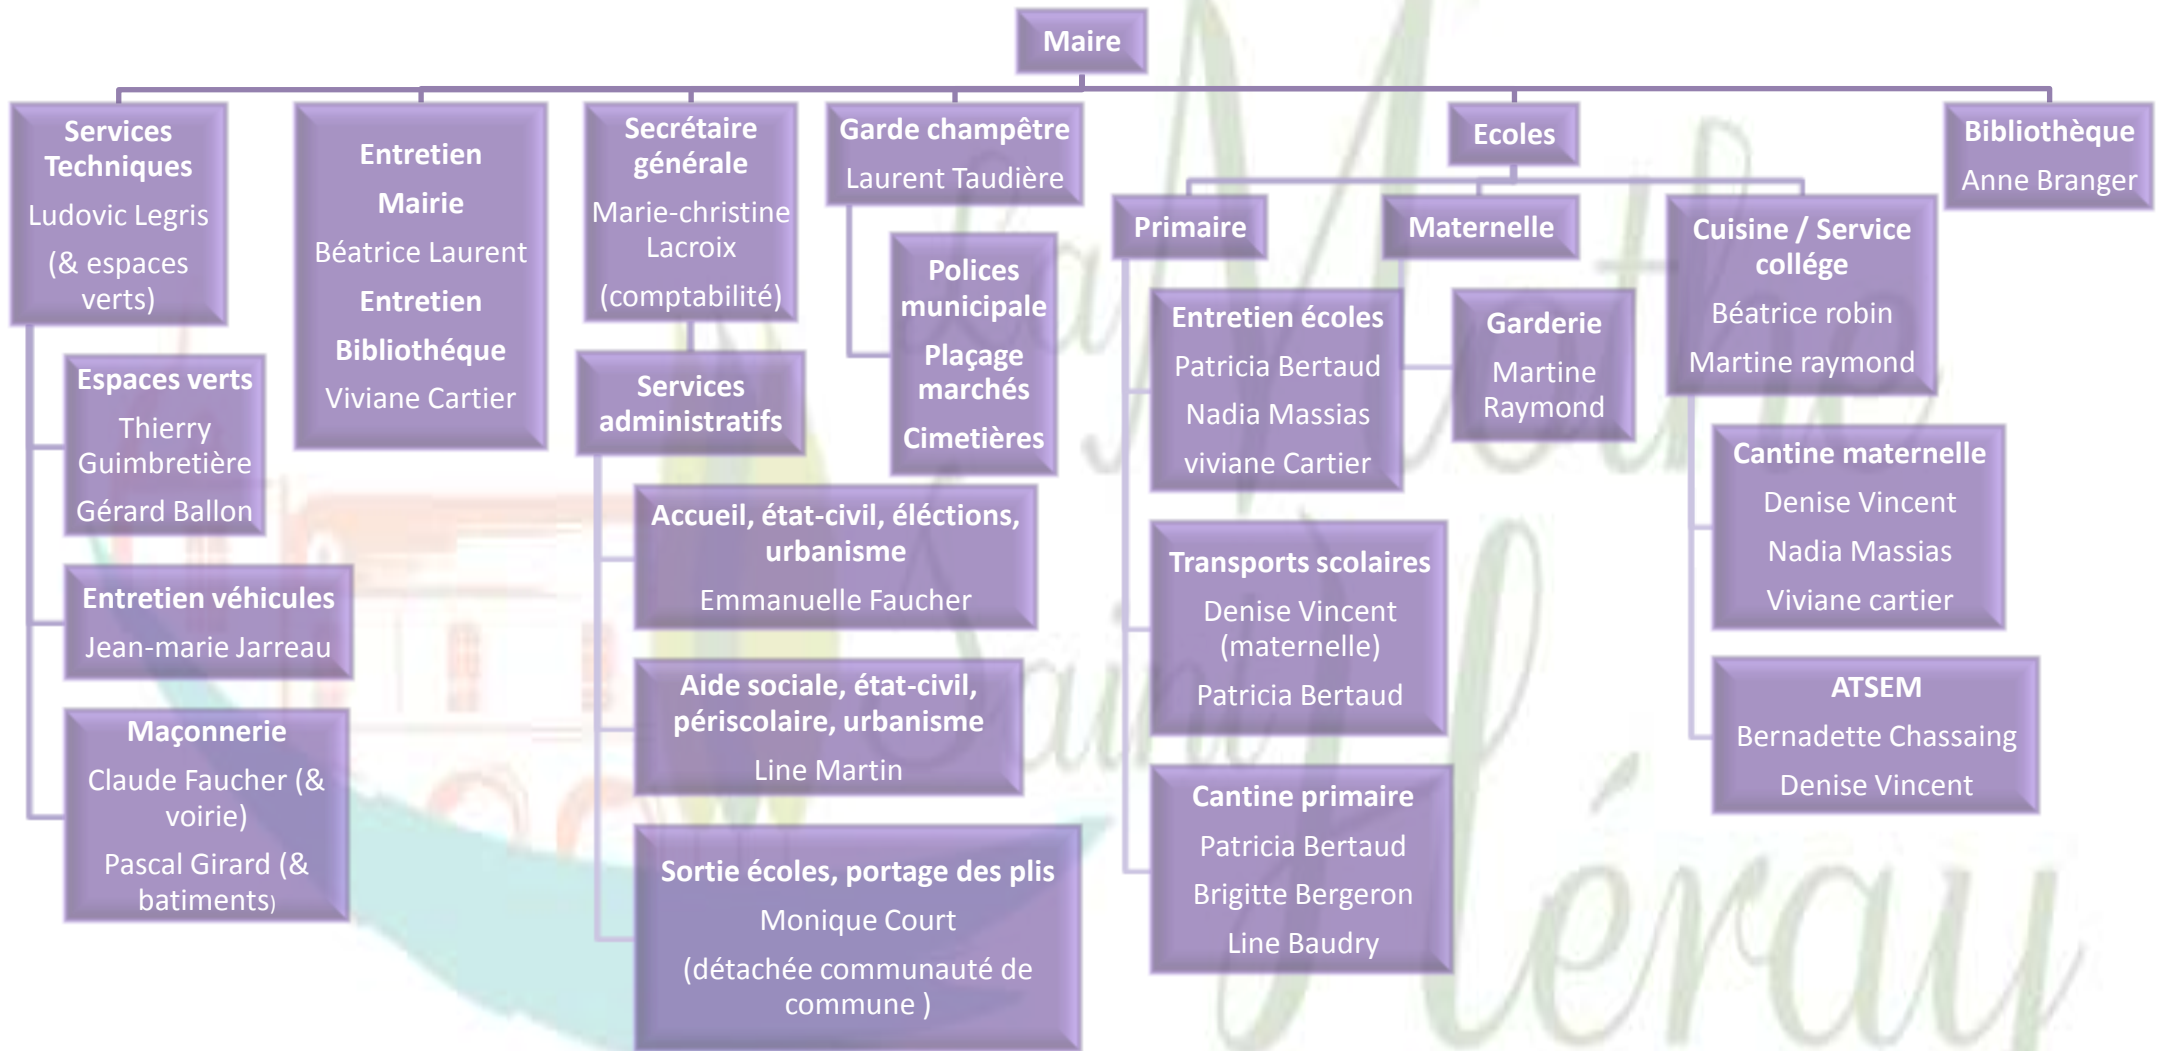 Maire
Services
Techniques
Ludovic Legris
(& espaces
verts)
Espaces verts
Thierry
Guimbretière
Gérard Ballon
Entretien véhicules
Jean-marie Jarreau
Maçonnerie
Claude Faucher (&
voirie)
Pascal Girard (&
batiments)
Entretien
Mairie
Béatrice Laurent
Entretien
Bibliothéque
Viviane Cartier
Secrétaire
générale
Marie-christine
Lacroix
(comptabilité)
Services
administratifs
Accueil, état-civil, éléctions,
urbanisme
Emmanuelle Faucher
Aide sociale, état-civil,
périscolaire, urbanisme
Line Martin
Sortie écoles, portage des plis
Monique Court
(détachée communauté de
commune )
Garde champêtre
Laurent Taudière
Polices
municipale
Plaçage
marchés
Cimetières
Ecoles
Primaire
Entretien écoles
Patricia Bertaud
Nadia Massias
viviane Cartier
Transports scolaires
Denise Vincent
(maternelle)
Patricia Bertaud
Cantine primaire
Patricia Bertaud
Brigitte Bergeron
Line Baudry
Maternelle
Garderie
Martine
Raymond
Cuisine / Service
collége
Béatrice robin
Martine raymond
Cantine maternelle
Denise Vincent
Nadia Massias
Viviane cartier
ATSEM
Bernadette Chassaing
Denise Vincent
Bibliothèque
Anne Branger
La Mothe
Saint
Héray